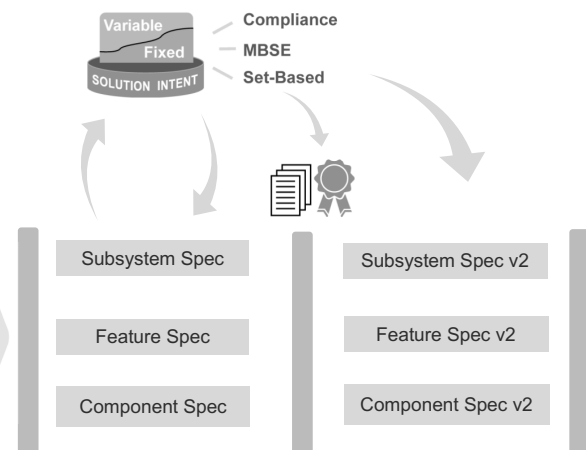 Variable
Fixed
SOLUTION INTENT
Compliance
MBSE
Set-Based
Subsystem Spec
Feature Spec
Component Spec
Subsystem Spec v2
Feature Spec v2
Component Spec v2